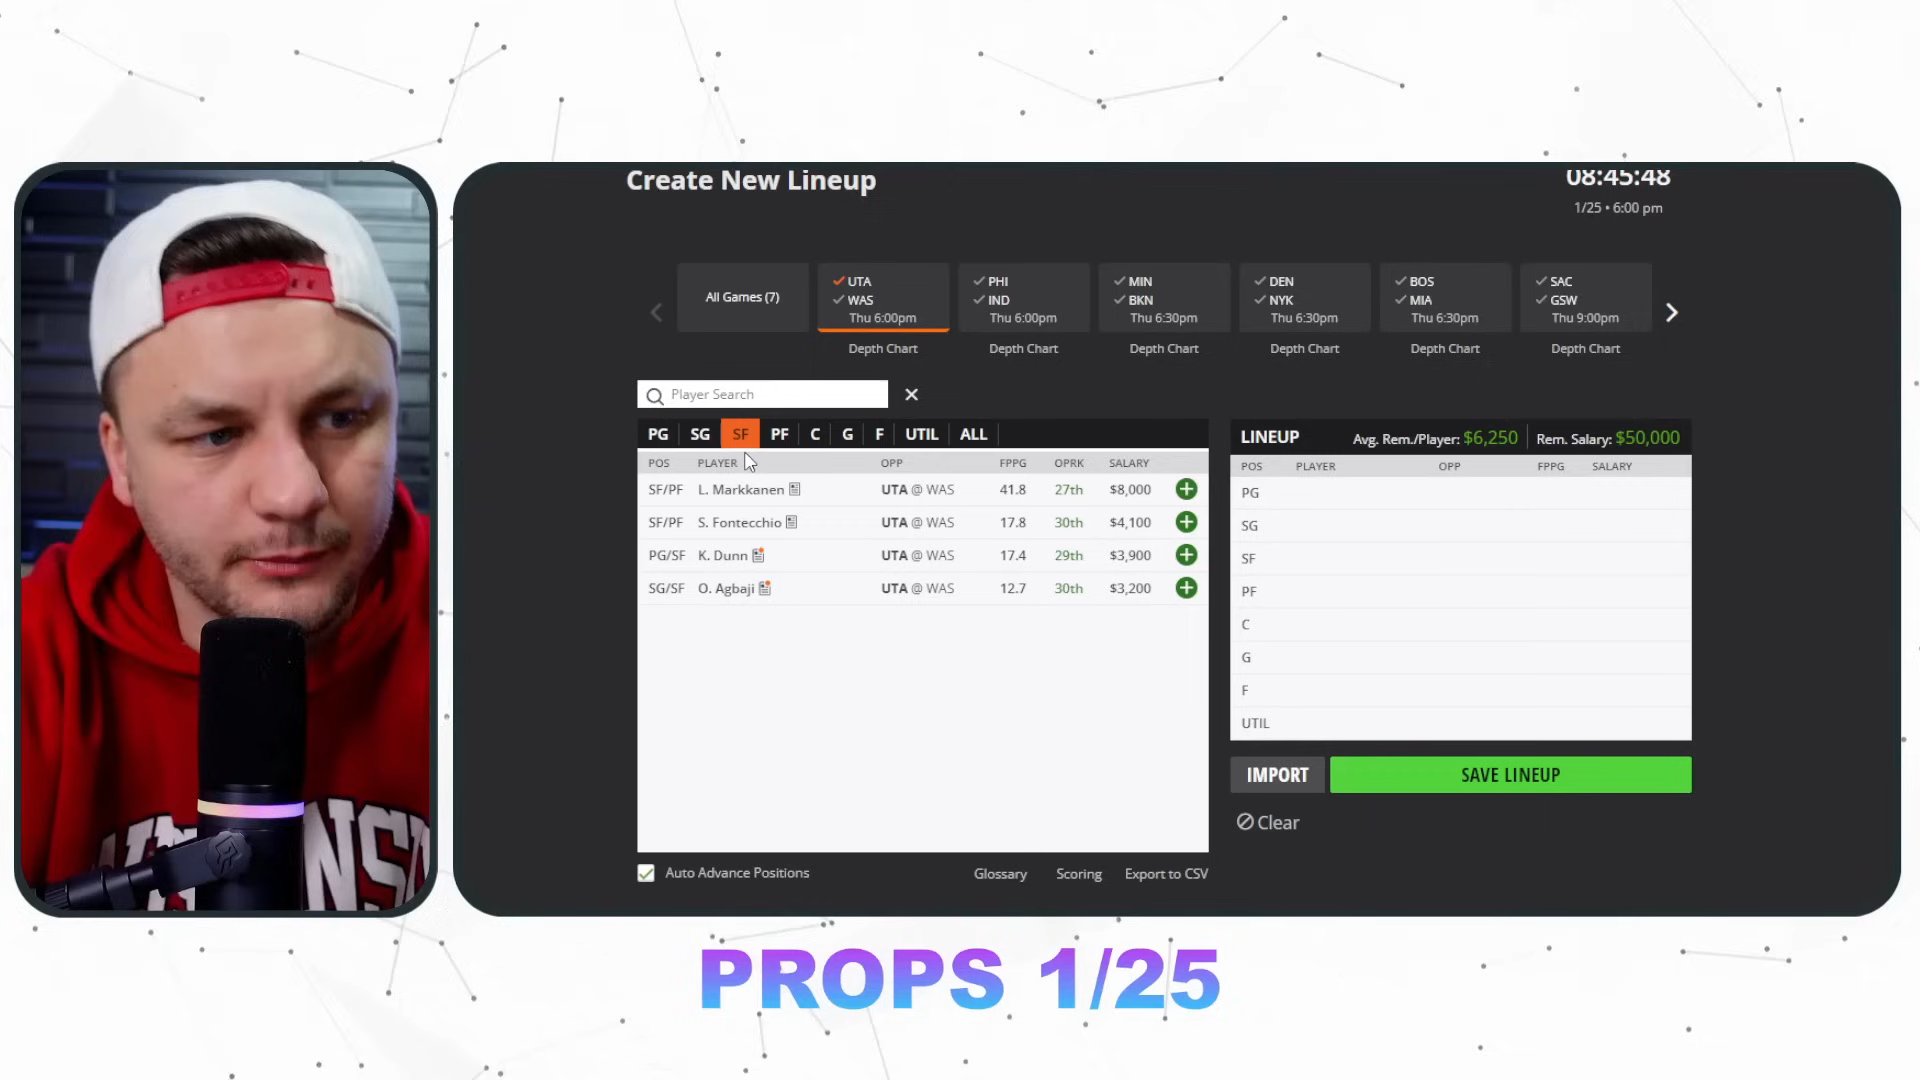 Create New Lineup
08:45:48
1/25 • 6:00 pm
All Games (7)
UTA
WAS
Thu 6:00pm
Depth Chart
PHI
IND
Thu 6:00pm
Depth Chart
MIN
BKN
Thu 6:30pm
Depth Chart
DEN
NYK
Thu 6:30pm
Depth Chart
BOS
MIA
Thu 6:30pm
Depth Chart
SAC
GSW
Thu 9:00pm
Depth Chart
Player Search
PG SG SF PF C G F UTIL ALL
POS PLAYER OPP FPPG OPRK SALARY
SF/PF L. Markkanen UTA @ WAS 41.8 27th $8,000
SF/PF S. Fontecchio UTA @ WAS 17.8 30th $4,100
PG/SF K. Dunn UTA @ WAS 17.4 29th $3,900
SG/SF O. Agbaji UTA @ WAS 12.7 30th $3,200
Auto Advance Positions
Glossary Scoring Export to CSV
LINEUP Avg. Rem./Player: $6,250 Rem. Salary: $50,000
POS PLAYER OPP FPPG SALARY
PG
SG
SF
PF
C
G
F
UTIL
IMPORT SAVE LINEUP
Clear
PROPS 1/25